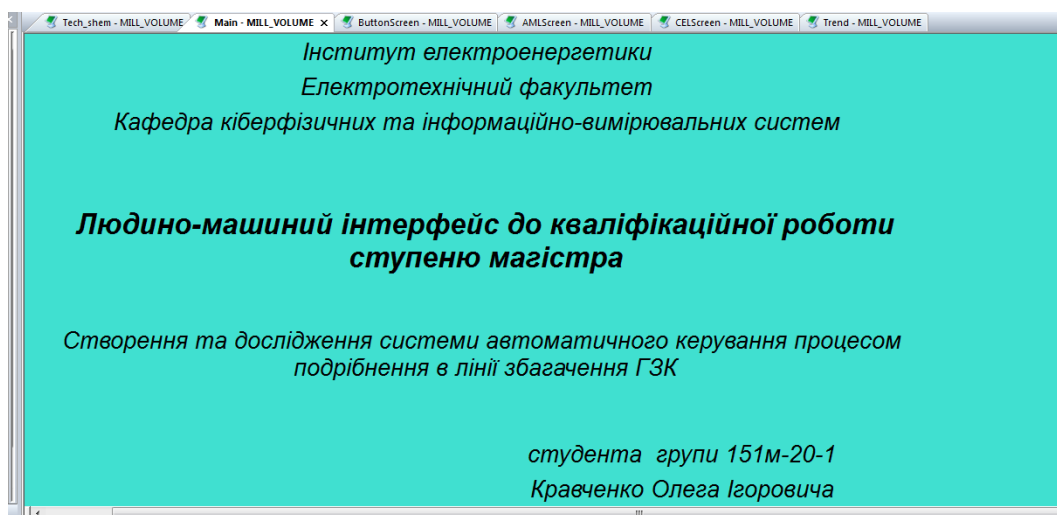 Tech_shem - MILL_VOLUME Main - MILL_VOLUME ButtonScreen - MILL_VOLUME AMLScreen - MILL_VOLUME CELScreen - MILL_VOLUME Trend - MILL_VOLUME
Інститут електроенергетики
Електротехнічний факультет
Кафедра кіберфізичних та інформаційно-вимірювальних систем
Людино-машиний інтерфейс до кваліфікаційної роботи
ступеню магістра
Створення та дослідження системи автоматичного керування процесом
подрібнення в лінії збагачення ГЗК
студента групи 151м-20-1
Кравченко Олега Ігоровича